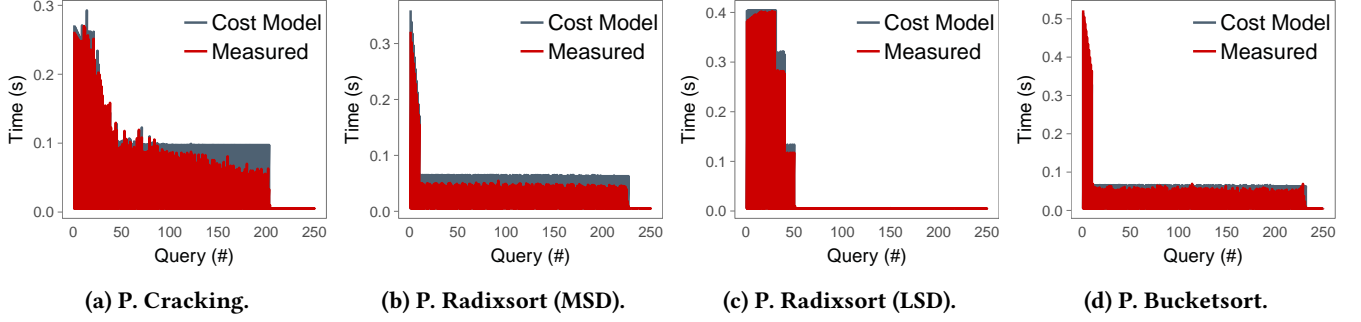 0.3
0.2
0.1
0.0
Time (s)
Cost Model
Measured
0 50 100 150 200 250
Query (#)
(a) P. Cracking.
0.3
0.2
0.1
0.0
Time (s)
Cost Model
Measured
0 50 100 150 200 250
Query (#)
(b) P. Radixsort (MSD).
0.4
0.3
0.2
0.1
0.0
Time (s)
Cost Model
Measured
0 50 100 150 200 250
Query (#)
(c) P. Radixsort (LSD).
0.5
0.4
0.3
0.2
0.1
0.0
Time (s)
Cost Model
Measured
0 50 100 150 200 250
Query (#)
(d) P. Bucketsort.